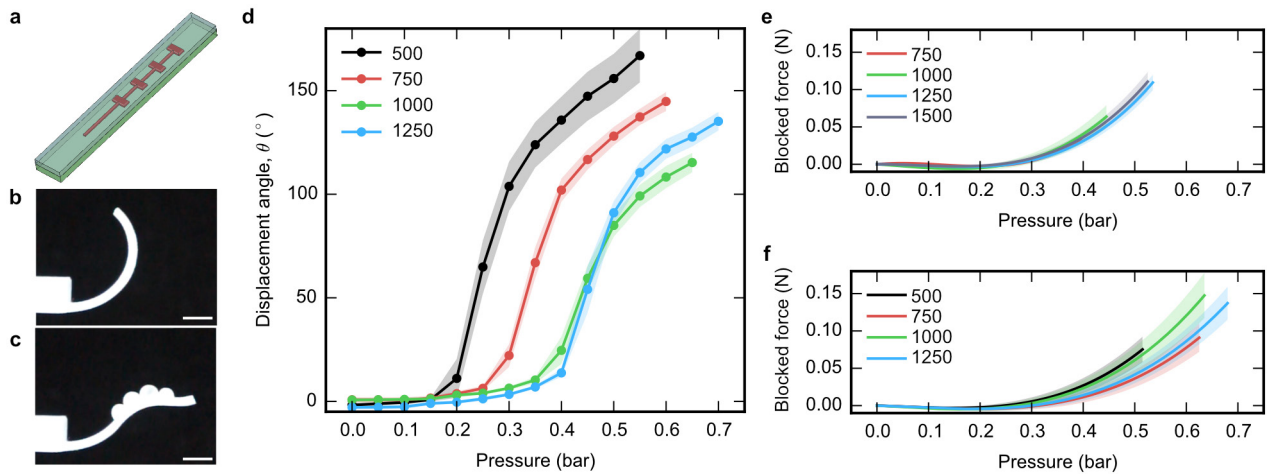 a
b
c
d
Displacement angle, θ (°)
150
100
50
0
500
750
1000
1250
0.0 0.1 0.2 0.3 0.4 0.5 0.6 0.7
Pressure (bar)
e
Blocked force (N)
0.15
0.10
0.05
0.00
750
1000
1250
1500
0.0 0.1 0.2 0.3 0.4 0.5 0.6 0.7
Pressure (bar)
f
Blocked force (N)
0.15
0.10
0.05
0.00
500
750
1000
1250
0.0 0.1 0.2 0.3 0.4 0.5 0.6 0.7
Pressure (bar)